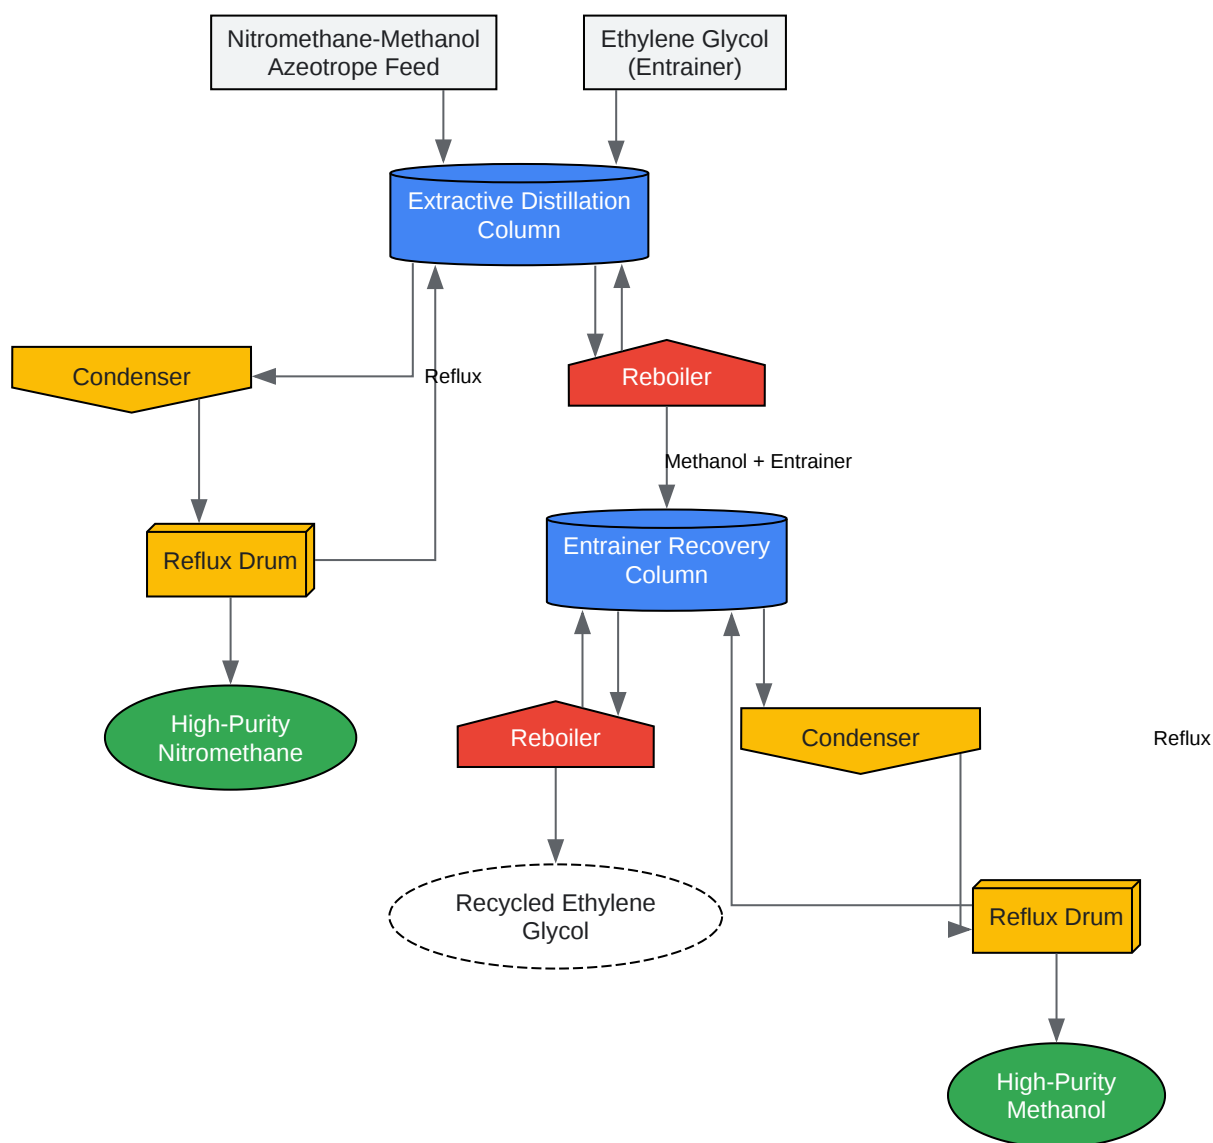 Nitromethane-Methanol
Azeotrope Feed
Ethylene Glycol
(Entrainer)
Extractive Distillation
Column
Condenser
Reflux
Reboiler
Methanol + Entrainer
Reflux Drum
Entrainer Recovery
Column
High-Purity
Nitromethane
Reboiler
Condenser
Reflux
Recycled Ethylene
Glycol
Reflux Drum
High-Purity
Methanol